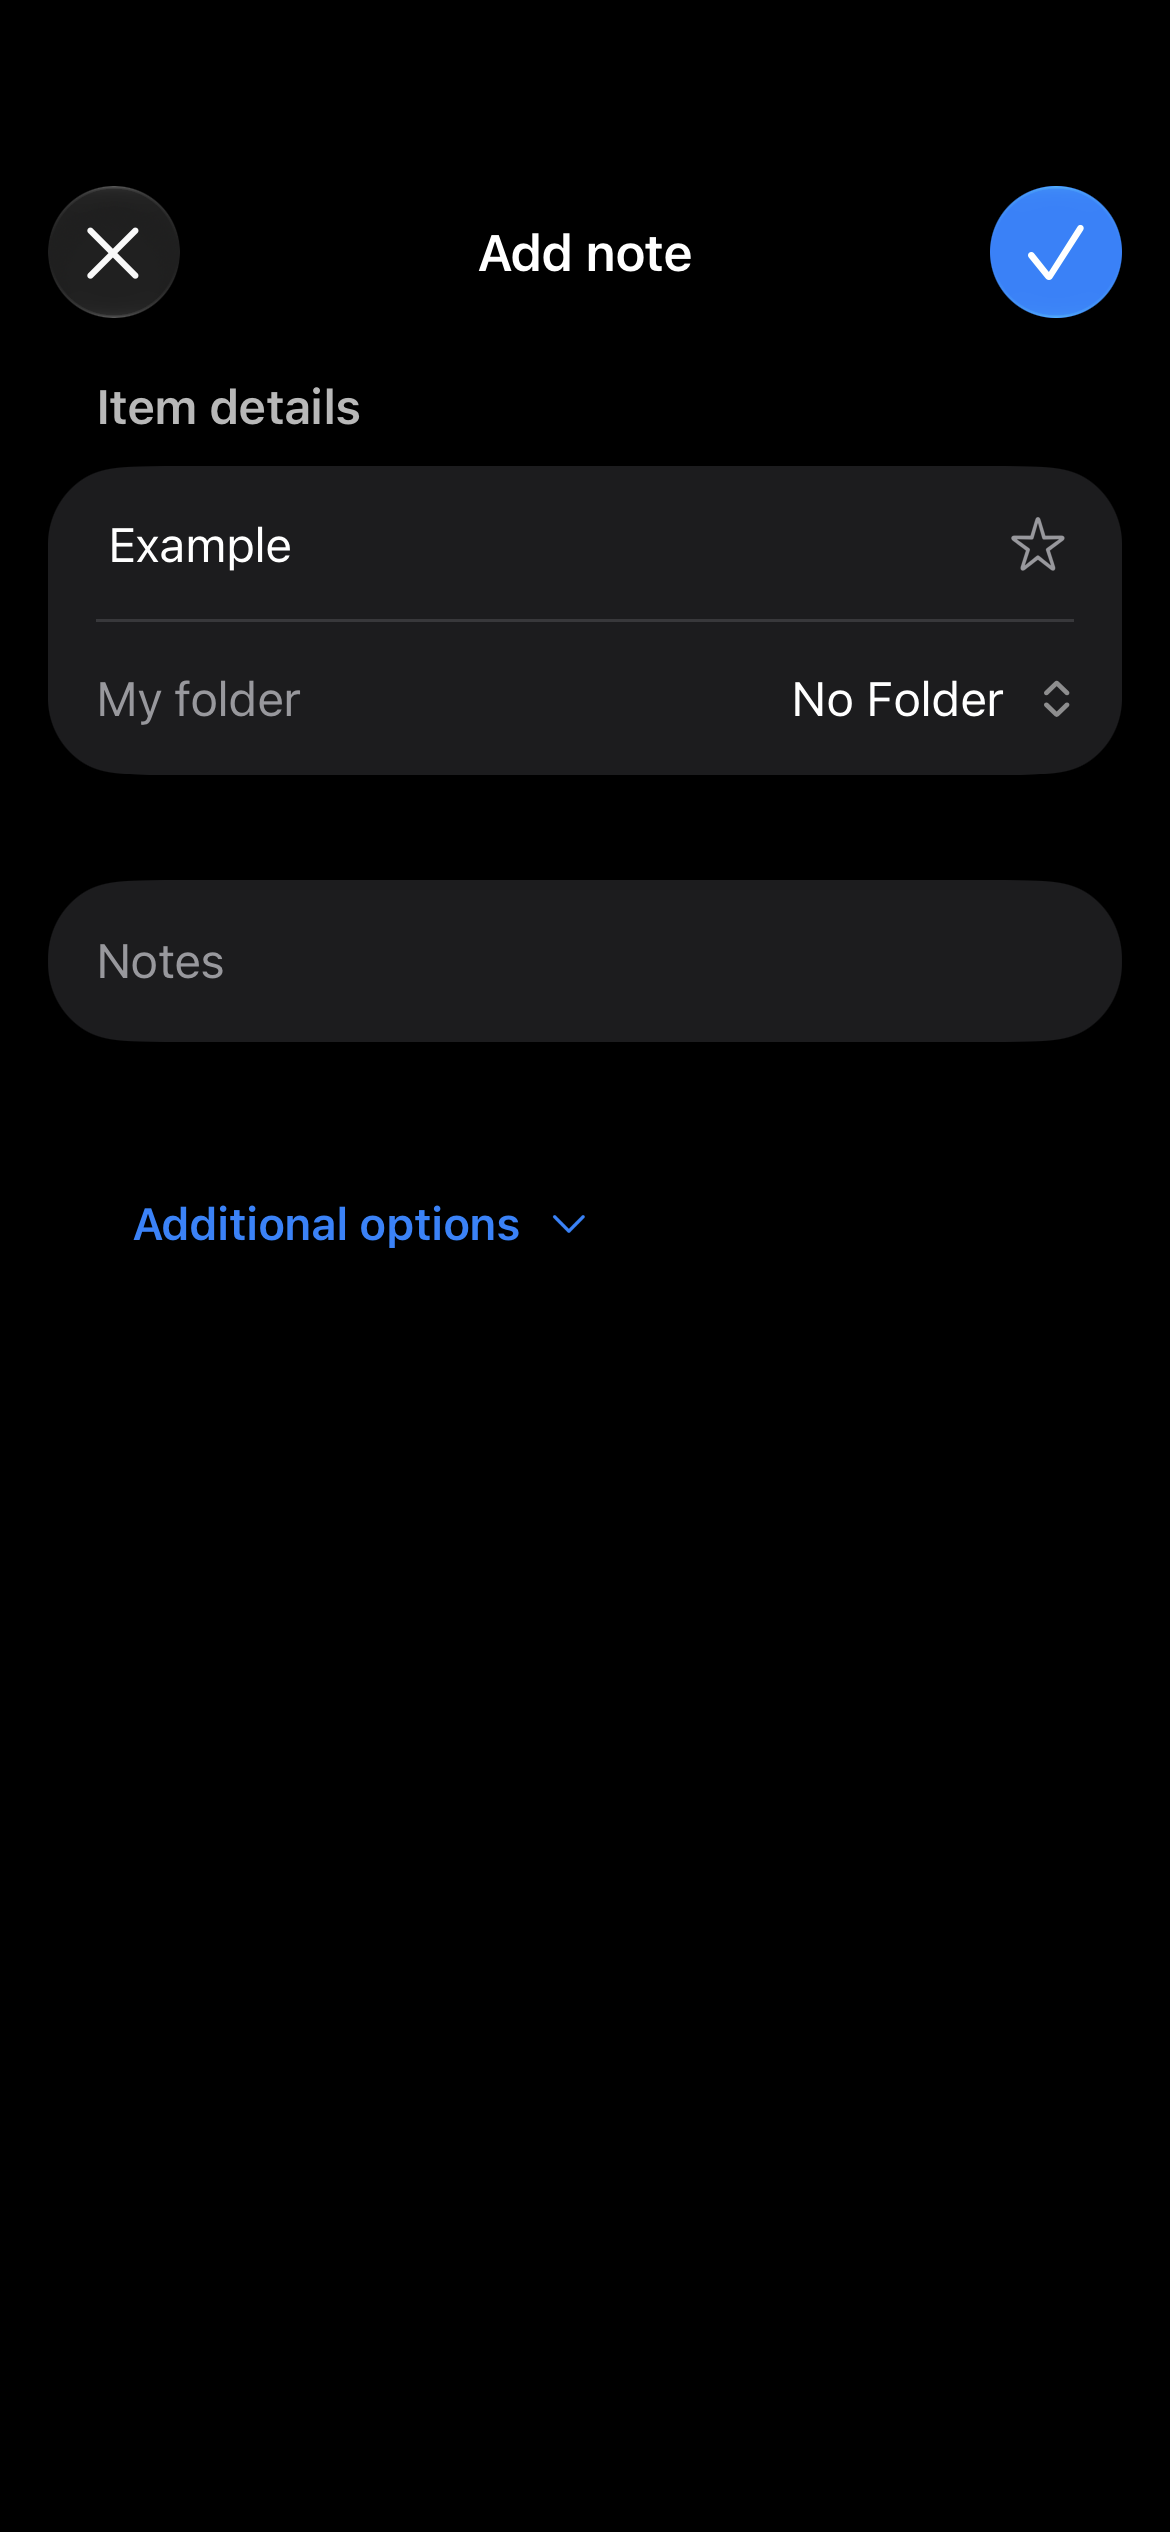 Add note
Item details
Example
My folder
No Folder
Notes
Additional options